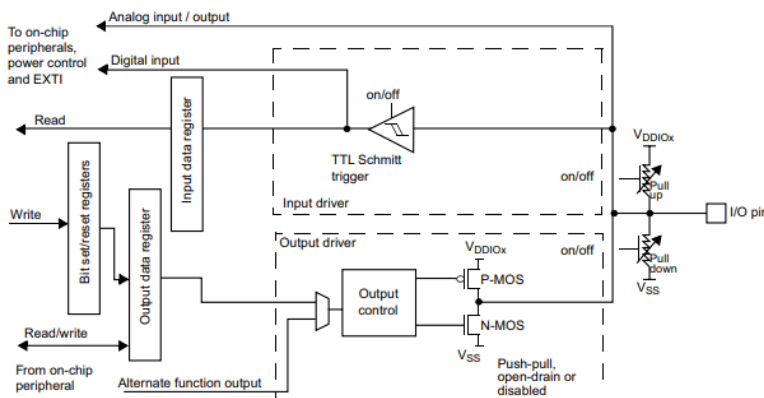 Analog input / output
To on-chip
peripherals,
power control
and EXTI
Digital input
on/off
Read
Input data register
TTL Schmitt
trigger
Input driver
VDDIOx
on/off
Pull
up
I/O pin
Bit set/reset registers
Write
Output data register
Output driver
VDDIOx
on/off
Pull
down
VSS
P-MOS
Output
control
N-MOS
VSS
Read/write
From on-chip
peripheral
Alternate function output
Push-pull,
open-drain or
disabled